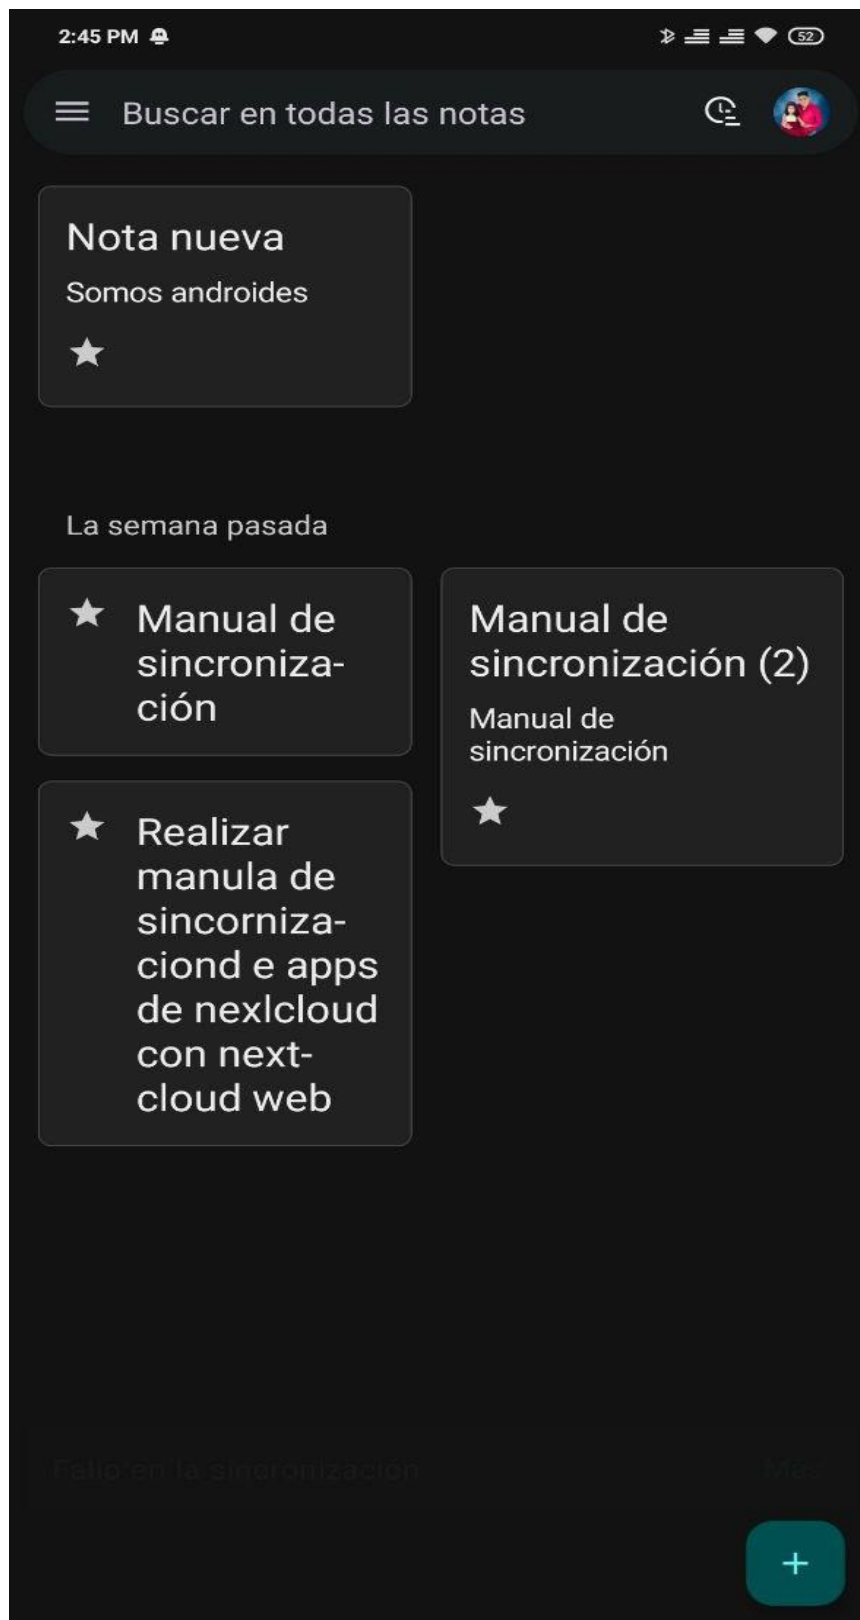 2:45 PM
52
Buscar en todas las notas
Nota nueva
Somos androides
La semana pasada
Manual de
sincroniza-
ción
Manual de
sincronización (2)
Manual de
sincronización
Realizar
manula de
sincorniza-
ciond e apps
de nexlcloud
con next-
cloud web
Fallo en la sincronización
Más